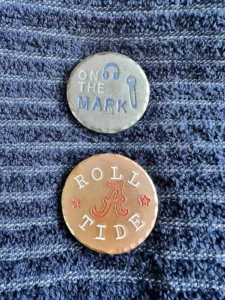 ON
THE
MARK
ROLL
A
TIDE